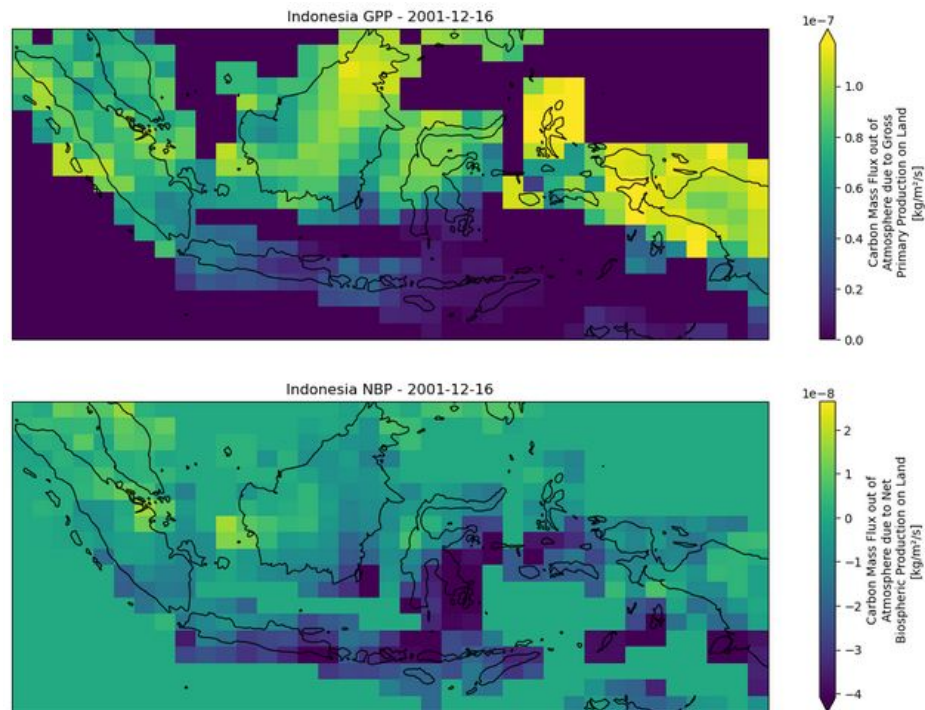 Indonesia GPP - 2001-12-16
1e−7
1.0
0.8
0.6
0.4
0.2
0.0
Carbon Mass Flux out of
Atmosphere due to Gross
Primary Production on Land
[kg/m²/s]
Indonesia NBP - 2001-12-16
1e−8
2
1
0
−1
−2
−3
−4
Carbon Mass Flux out of
Atmosphere due to Net
Biospheric Production on Land
[kg/m²/s]